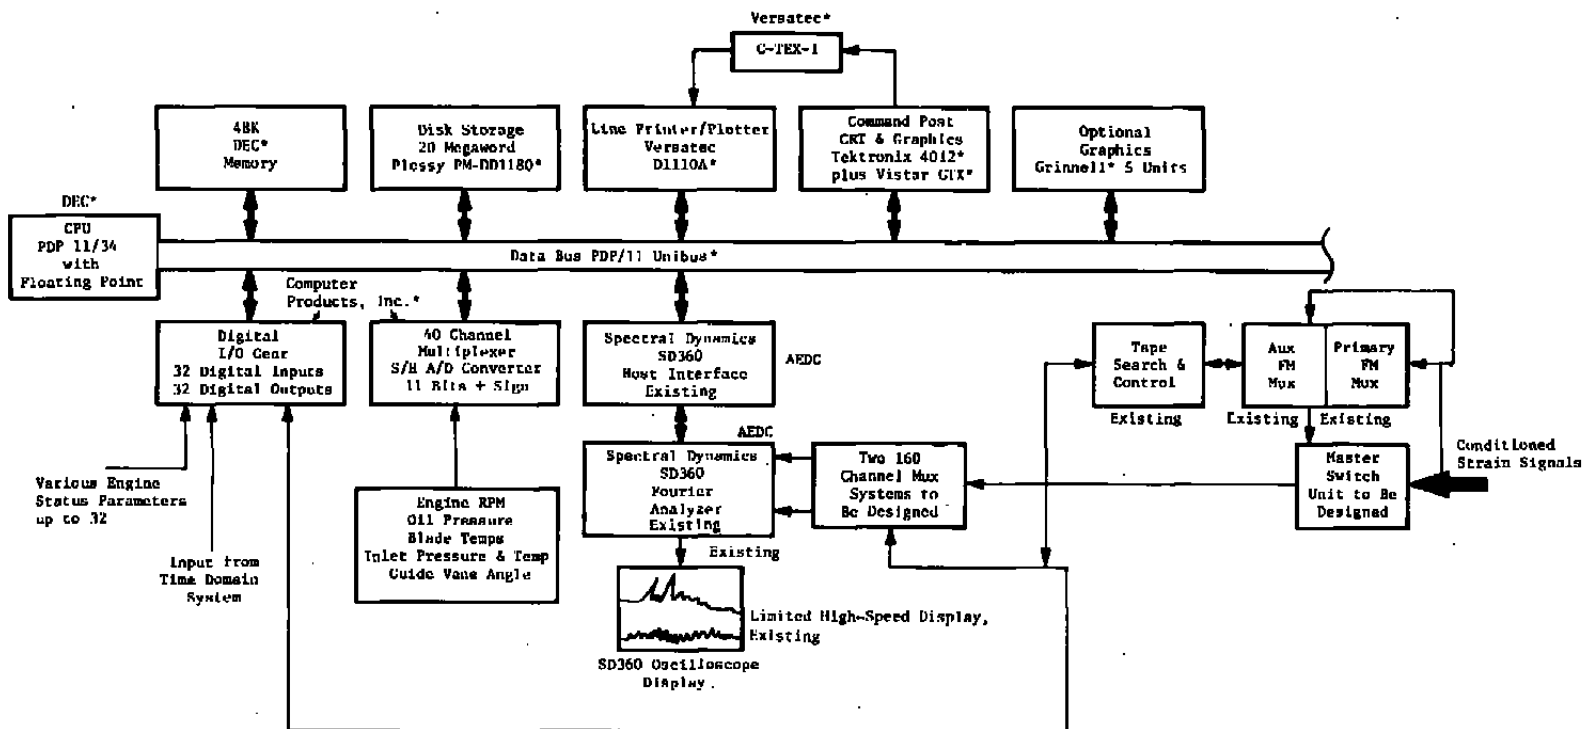 Versatec*
C-TEX-1
48K
DEC*
Memory
Disk Storage
20 Megaword
Plessy PM-DD1180*
Line Printer/Plotter
Versatec
D1110A*
Command Post
CRT & Graphics
Tektronix 4012*
plus Vistar GTX*
Optional
Graphics
Grinnell* 5 Units
DEC*
CPU
PDP 11/34
with
Floating Point
Data Bus PDP/11 Unibus*
Computer
Products, Inc.*
Digital
I/O Gear
32 Digital Inputs
32 Digital Outputs
40 Channel
Multiplexer
S/H A/D Converter
11 Bits + Sign
Spectral Dynamics
SD360
Host Interface
Existing
AEDC
Tape
Search &
Control
Existing
Aux
FM
Mux
Existing
Primary
FM
Mux
Existing
AEDC
Spectral Dynamics
SD360
Fourier
Analyzer
Existing
Two 160
Channel Mux
Systems to
Be Designed
Master
Switch
Unit to Be
Designed
Conditioned
Strain Signals
Various Engine
Status Parameters
up to 32
Input from
Time Domain
System
Engine RPM
Oil Pressure
Blade Temps
Inlet Pressure & Temp
Guide Vane Angle
Existing
Limited High-Speed Display,
Existing
SD360 Oscilloscope
Display